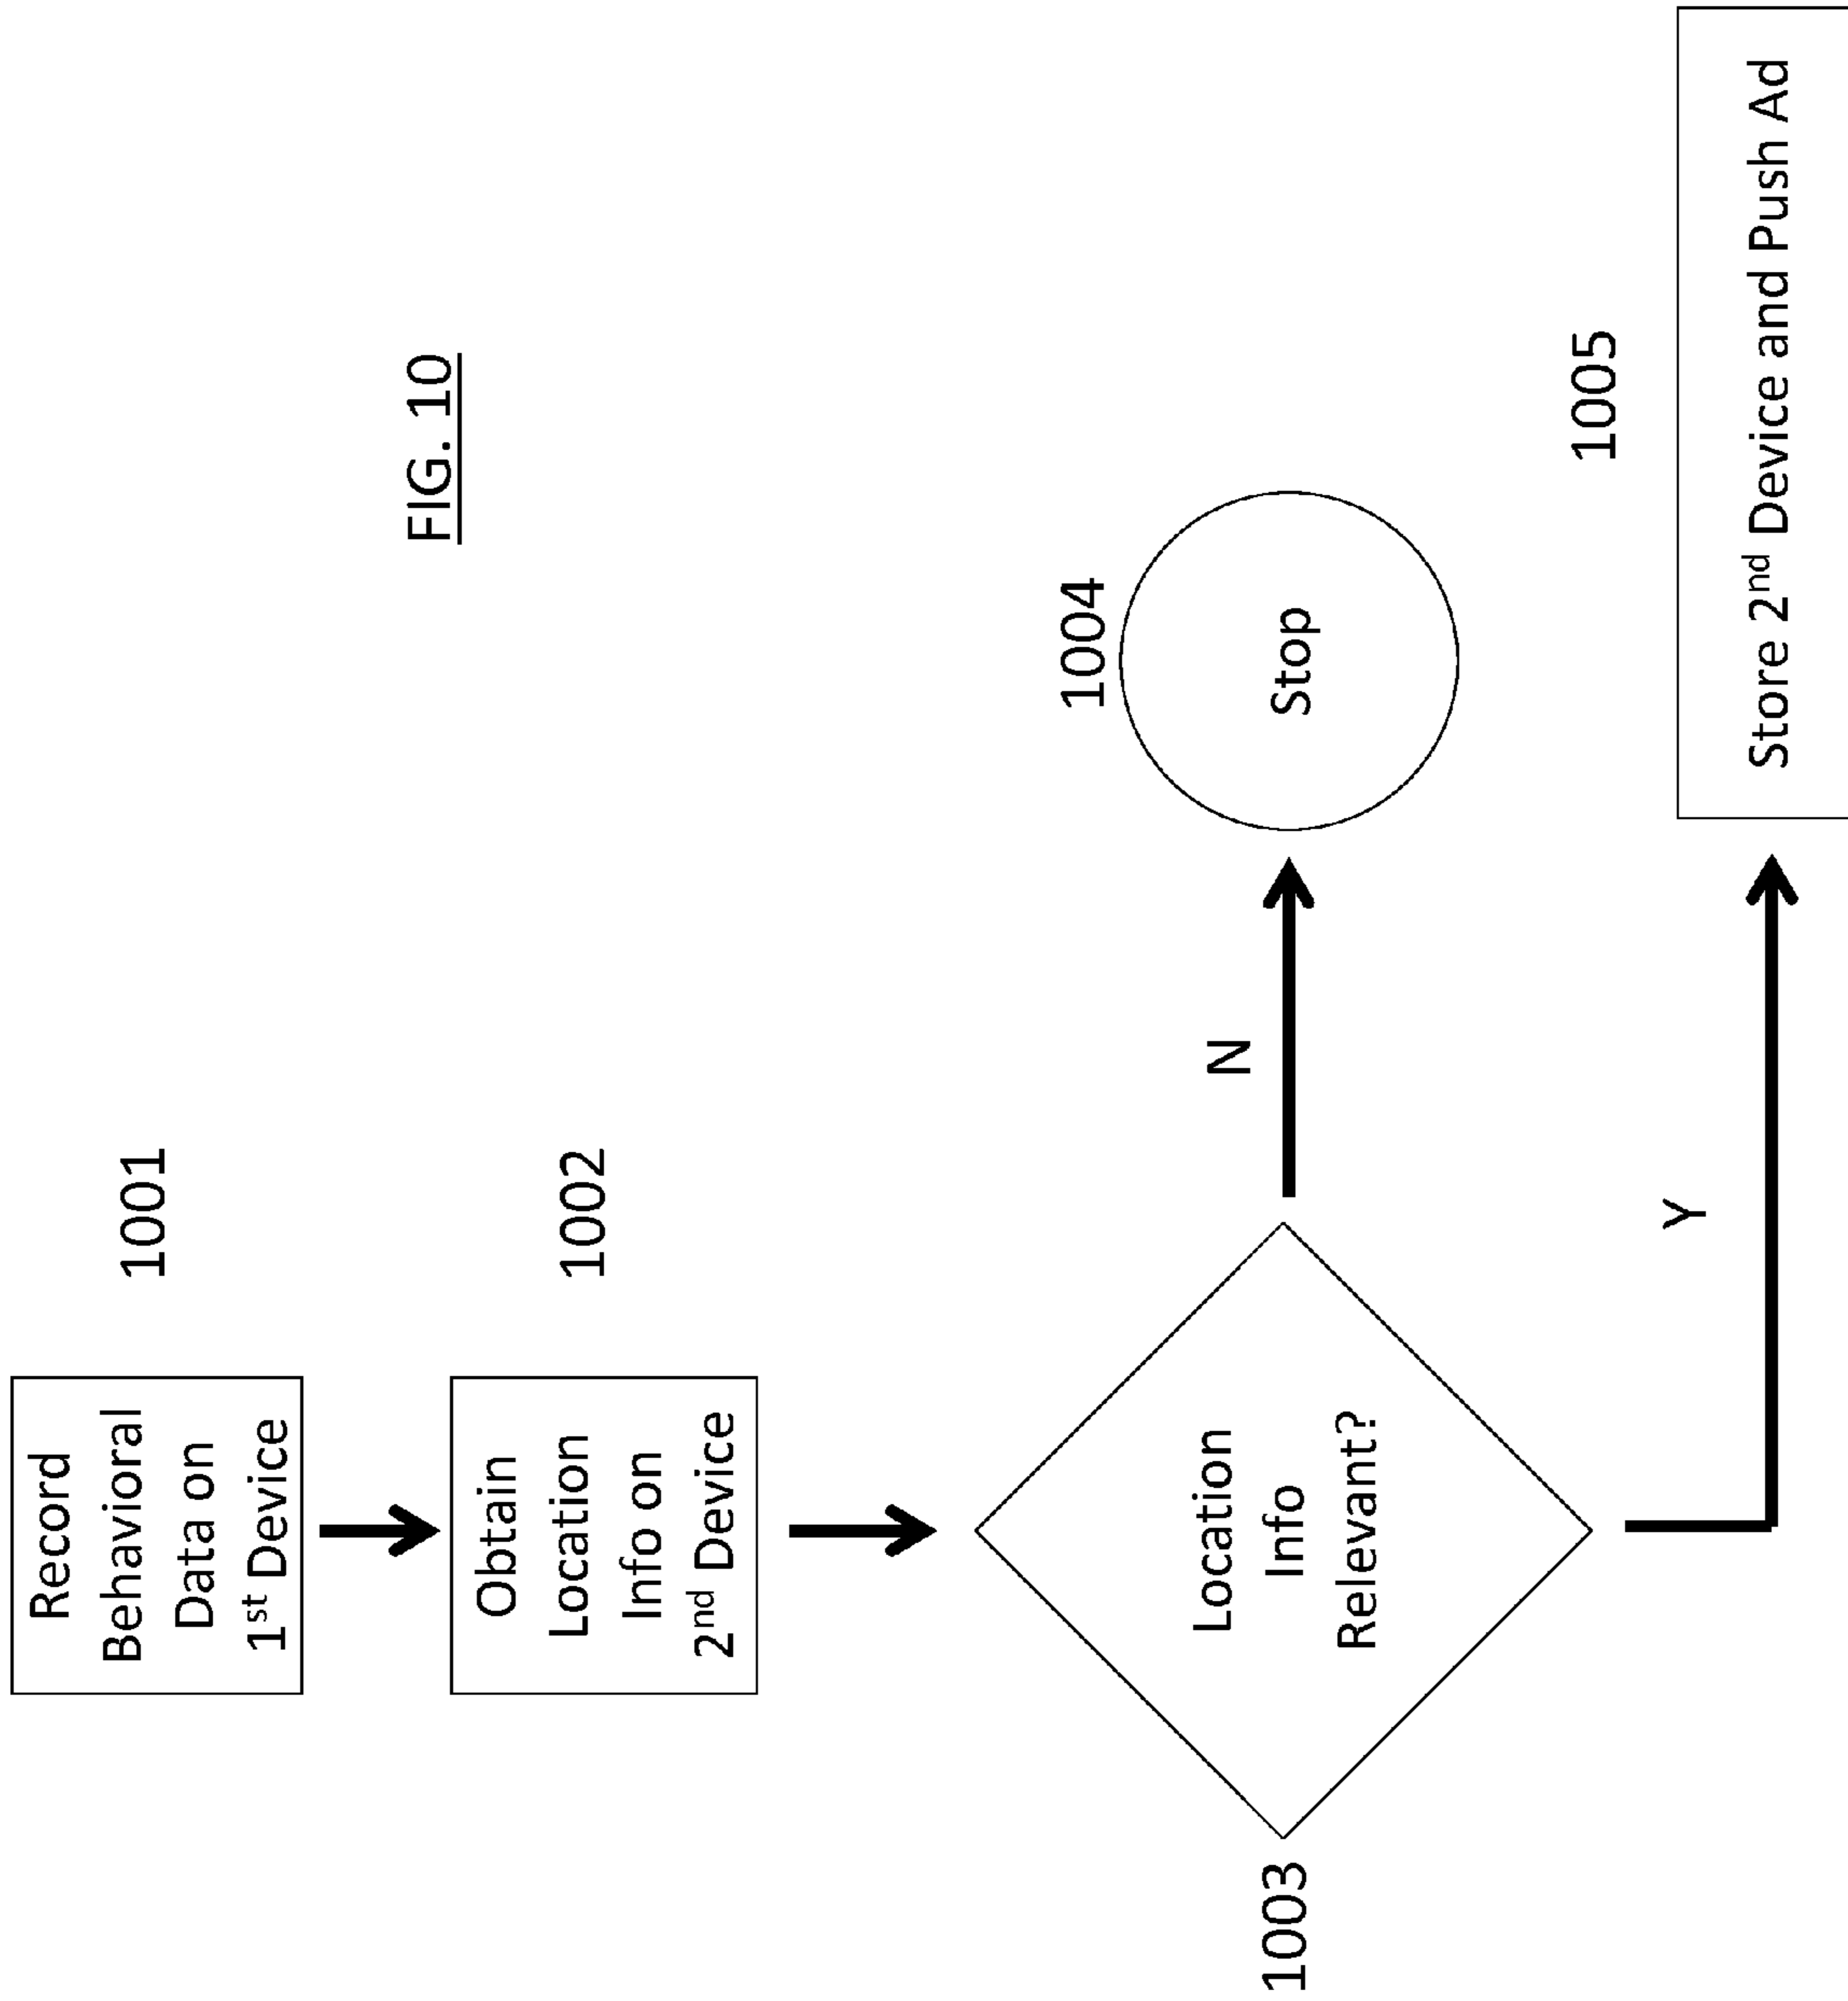 FIG. 10
Record
Behavioral
Data on
1st Device
1001
Obtain
Location
Info on
2nd Device
1002
1003
Location
Info
Relevant?
N
1004
Stop
Y
1005
Store 2nd Device and Push Ad